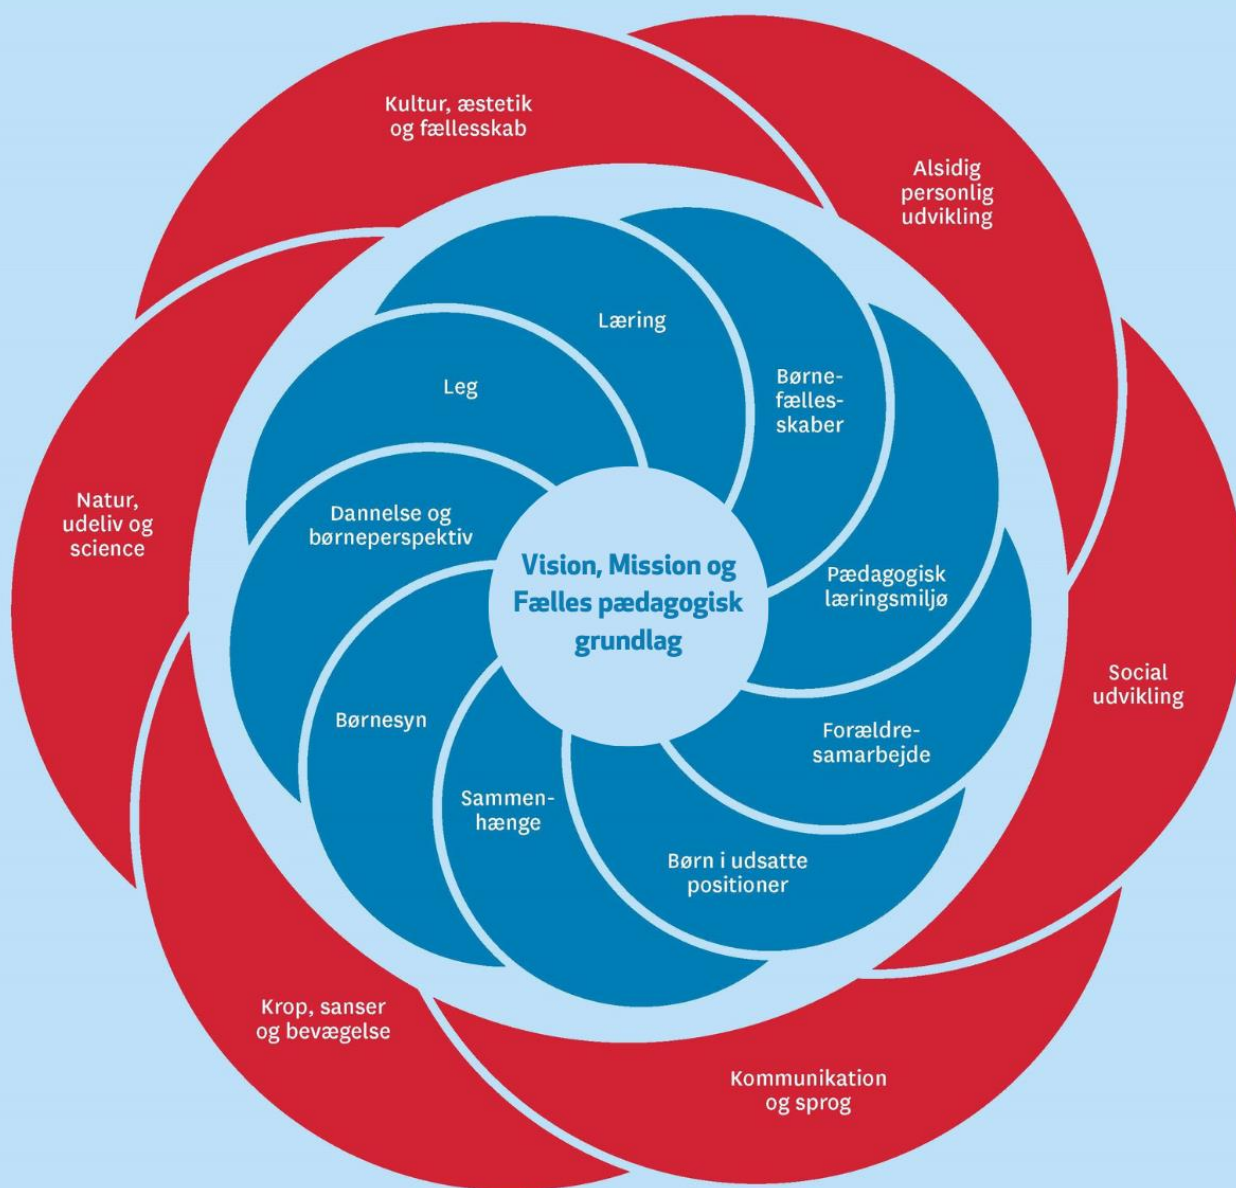 Kultur, æstetik
og fællesskab
Alsidig
personlig
udvikling
Læring
Børne-
fælles-
skaber
Leg
Natur,
udeliv og
science
Dannelse og
børneperspektiv
Vision, Mission og
Fælles pædagogisk
grundlag
Pædagogisk
læringsmiljø
Social
udvikling
Børnesyn
Forældre-
samarbejde
Sammen-
hænge
Børn i udsatte
positioner
Krop, sanser
og bevægelse
Kommunikation
og sprog